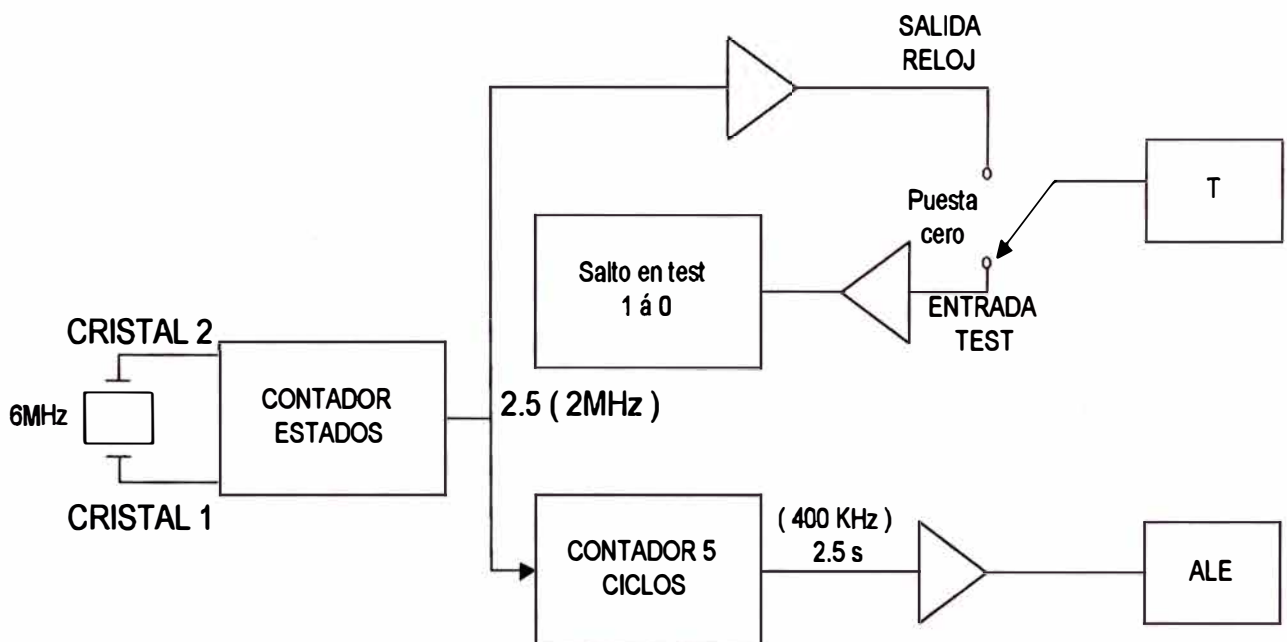 SALIDA
RELOJ
T
Puesta
cero
Salto en test
1 á 0
ENTRADA
TEST
CRISTAL 2
6MHz
CONTADOR
ESTADOS
2.5 ( 2MHz )
CRISTAL 1
CONTADOR 5
CICLOS
( 400 KHz )
2.5 s
ALE